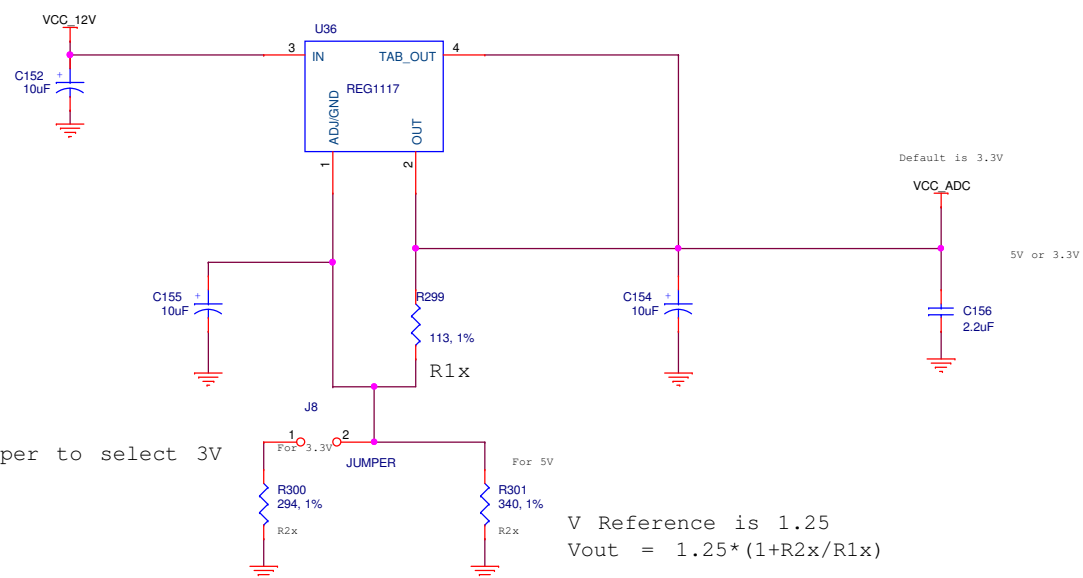 VCC_12V
U36
3
IN
TAB_OUT
4
C152
10uF
+
REG1117
ADJ/GND
OUT
1
2
Default is 3.3V
VCC_ADC
5V or 3.3V
C155
10uF
+
R299
113, 1%
R1x
C154
10uF
+
C156
2.2uF
J8
1
2
For 3.3V
JUMPER
per to select 3V
For 5V
R300
294, 1%
R2x
R301
340, 1%
R2x
V Reference is 1.25
Vout = 1.25*(1+R2x/R1x)